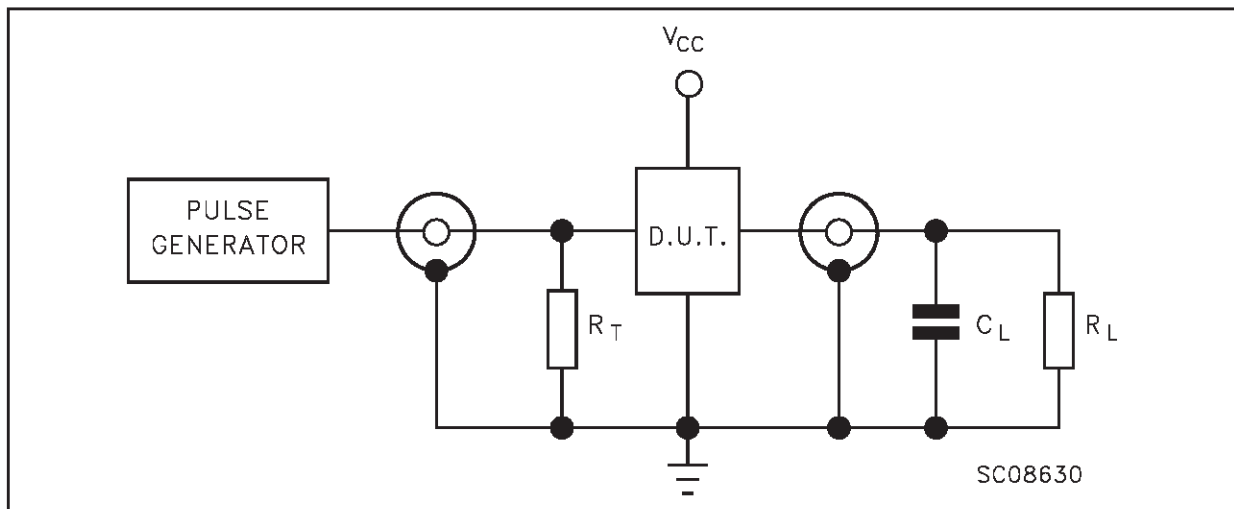 VCC
PULSE
GENERATOR
D.U.T.
RT
CL
RL
SC08630